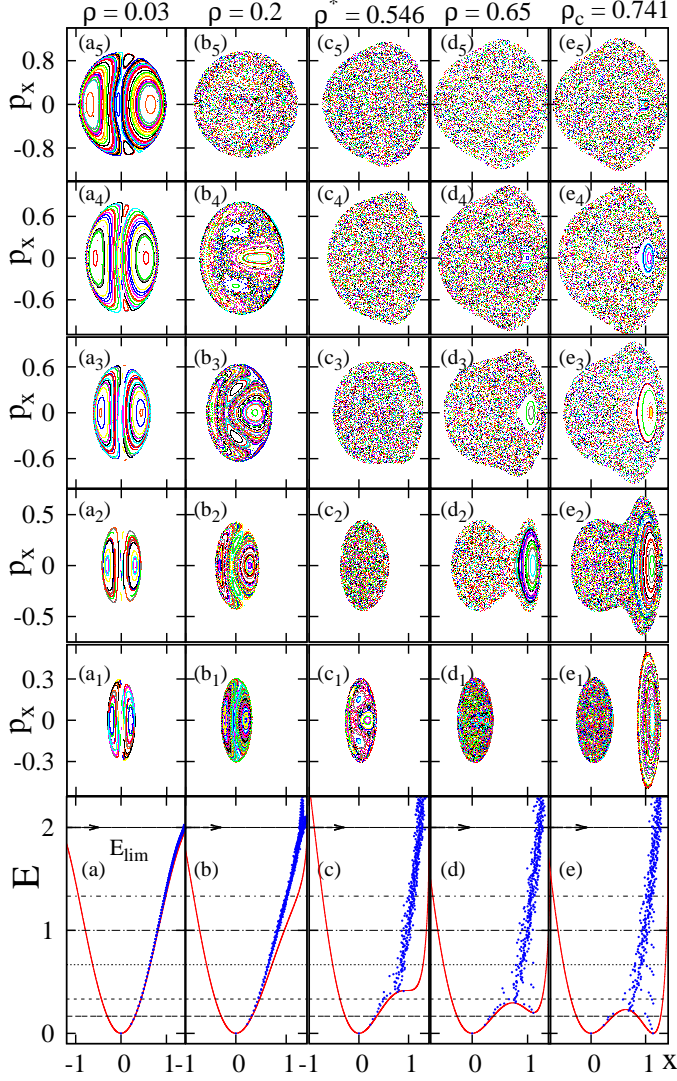 ρ = 0.03 ρ = 0.2 ρ* = 0.546 ρ = 0.65 ρc = 0.741
(a5) (b5) (c5) (d5) (e5)
0.8
px 0
-0.8
(a4) (b4) (c4) (d4) (e4)
0.6
px 0
-0.6
(a3) (b3) (c3) (d3) (e3)
0.6
px 0
-0.6
(a2) (b2) (c2) (d2) (e2)
0.5
px 0
-0.5
(a1) (b1) (c1) (d1) (e1)
0.3
px 0
-0.3
2
Elim
(a) (b) (c) (d) (e)
E
1
0
-1 0 1 -1 0 1 -1 0 1 -1 0 1 -1 0 1 x